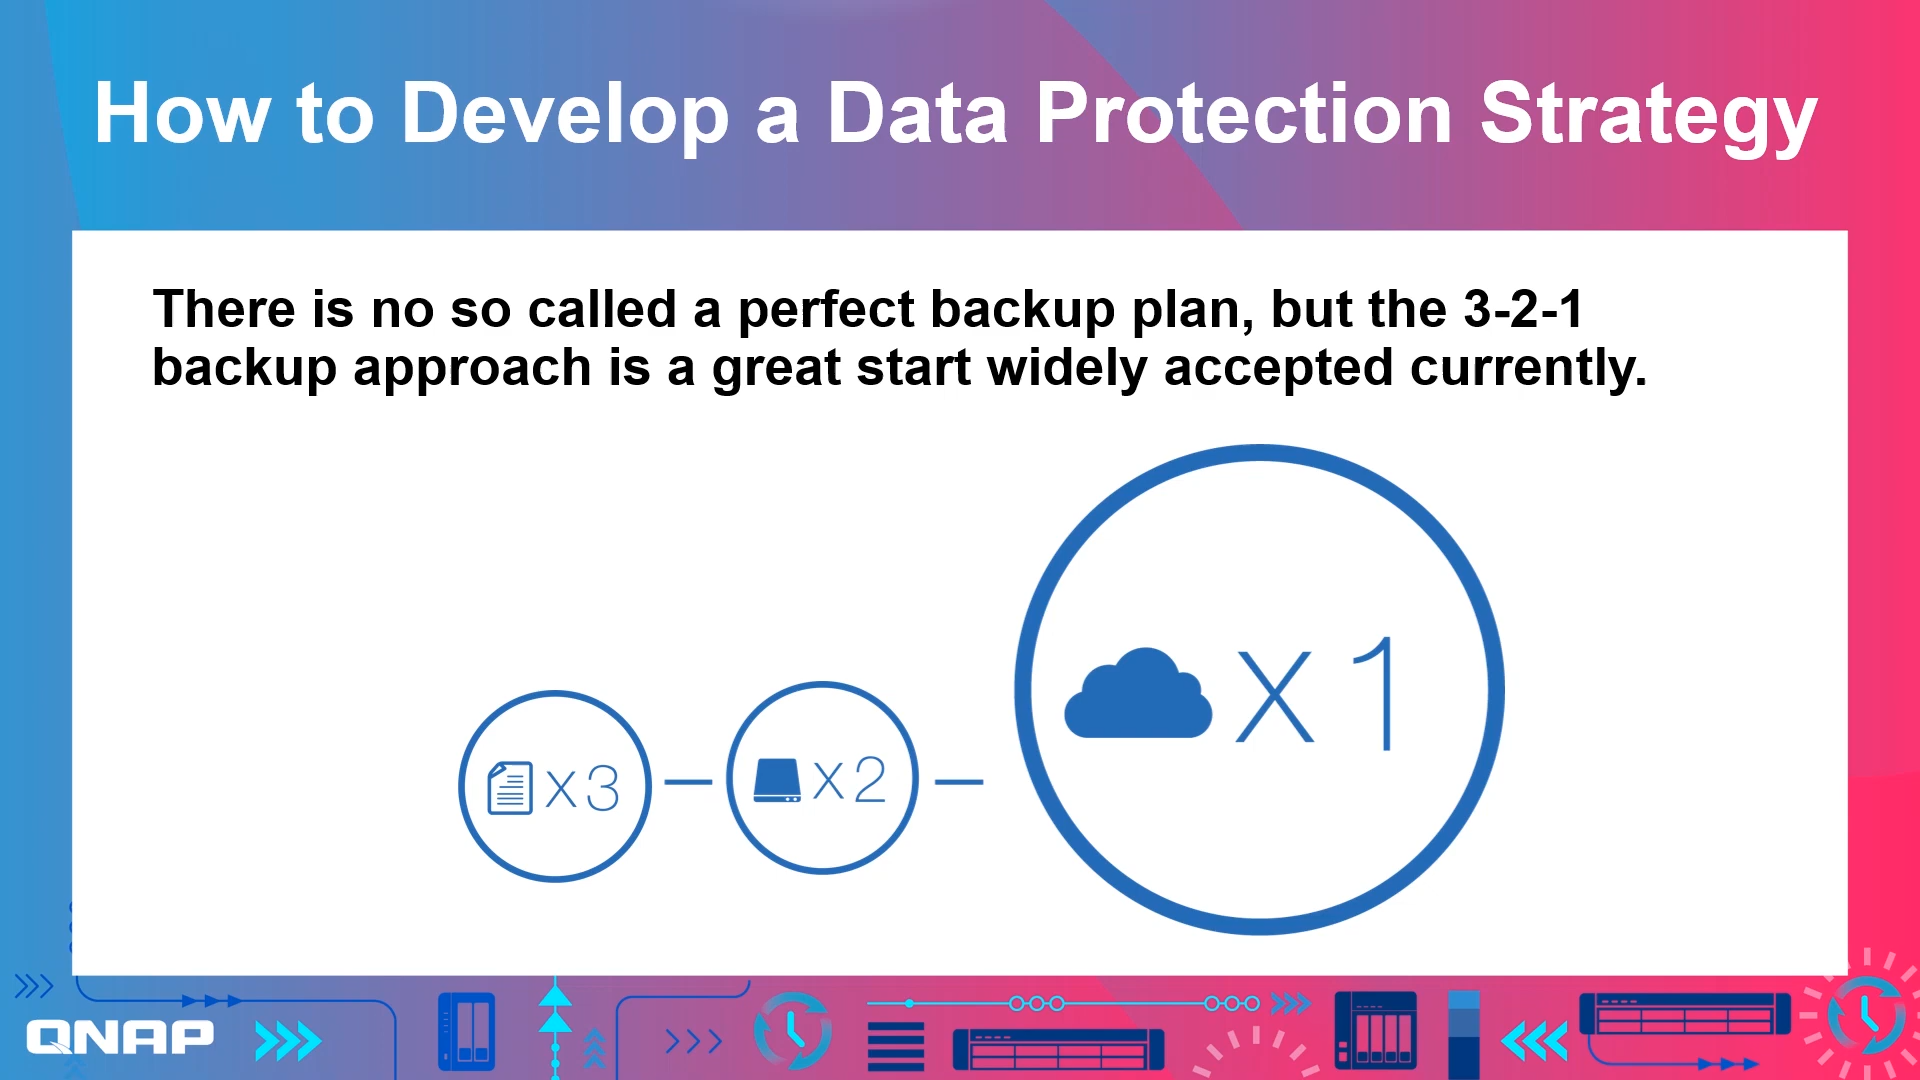 How to Develop a Data Protection Strategy
There is no so called a perfect backup plan, but the 3-2-1
backup approach is a great start widely accepted currently.
x3
x2
x1
QNAP